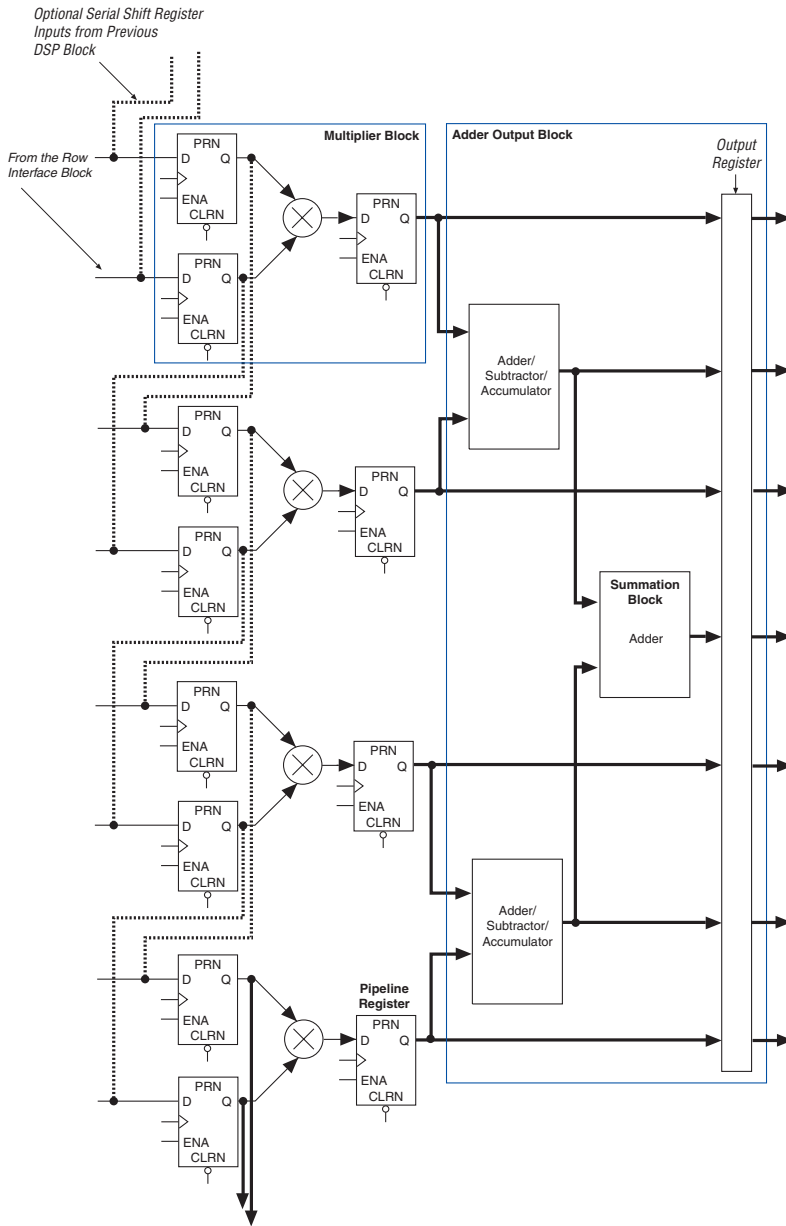 Optional Serial Shift Register
Inputs from Previous
DSP Block
From the Row
Interface Block
Multiplier Block
Adder Output Block
Output
Register
PRN
D Q
ENA
CLRN
PRN
D Q
ENA
CLRN
PRN
D Q
ENA
CLRN
Adder/
Subtractor/
Accumulator
PRN
D Q
ENA
CLRN
PRN
D Q
ENA
CLRN
PRN
D Q
ENA
CLRN
Summation
Block
Adder
PRN
D Q
ENA
CLRN
PRN
D Q
ENA
CLRN
PRN
D Q
ENA
CLRN
Adder/
Subtractor/
Accumulator
PRN
D Q
ENA
CLRN
Pipeline
Register
PRN
D Q
ENA
CLRN
PRN
D Q
ENA
CLRN